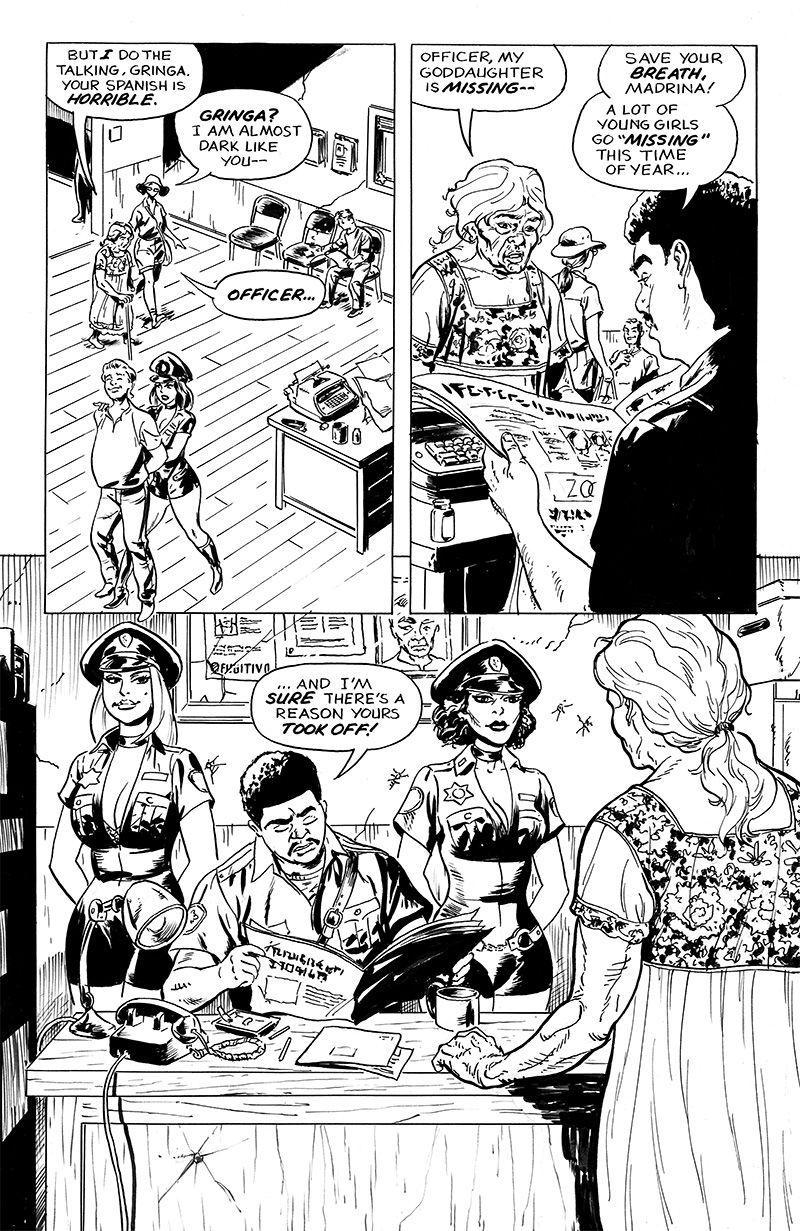 BUT I DO THE
TALKING, GRINGA.
YOUR SPANISH IS
HORRIBLE.
GRINGA?
I AM ALMOST
DARK LIKE
YOU--
OFFICER...
OFFICER, MY
GODDAUGHTER
IS MISSING--
SAVE YOUR
BREATH,
MADRINA!
A LOT OF
YOUNG GIRLS
GO "MISSING"
THIS TIME
OF YEAR...
ZO
FUGITIVO
...AND I'M
SURE THERE'S A
REASON YOURS
TOOK OFF!